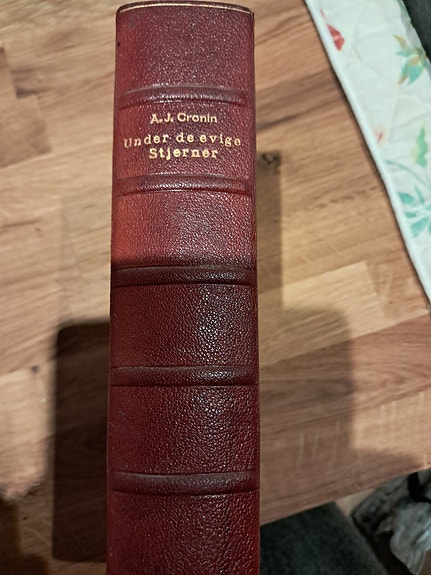 A. J. Cronin
Under de evige
Stjerner